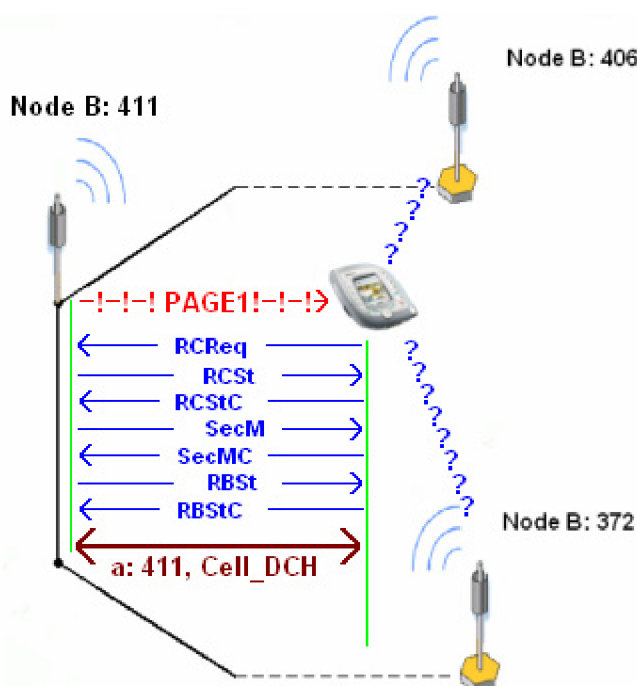 Node B: 406
Node B: 411
-!-!-! PAGE1!-!-!>
RCReq
RCSt
RCStC
SecM
SecMC
RBSt
RBStC
a: 411, Cell_DCH
Node B: 372
? ? ? ? ?
? ? ? ? ? ? ? ? ? ?